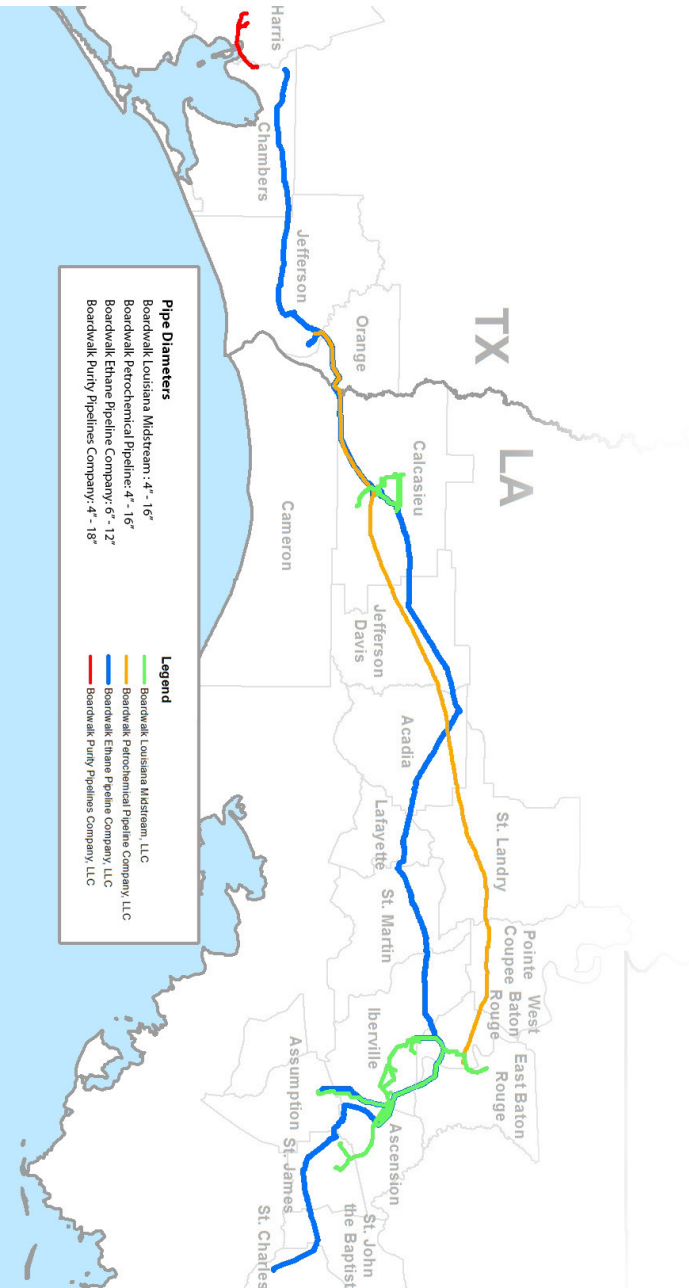 TX
LA
Harris
Chambers
Jefferson
Orange
Calcasieu
Cameron
Jefferson
Davis
Acadia
Lafayette
St. Landry
St. Martin
Pointe
Coupee
West
Baton
Rouge
East Baton
Rouge
Iberville
Assumption
Ascension
St. James
St. John
the Baptist
St. Charles
Pipe Diameters
Boardwalk Louisiana Midstream : 4” - 16”
Boardwalk Petrochemical Pipeline: 4” - 16”
Boardwalk Ethane Pipeline Company: 6” - 12”
Boardwalk Purity Pipelines Company: 4” - 18”
Legend
Boardwalk Louisiana Midstream, LLC
Boardwalk Petrochemical Pipeline Company, LLC
Boardwalk Ethane Pipeline Company, LLC
Boardwalk Purity Pipelines Company, LLC